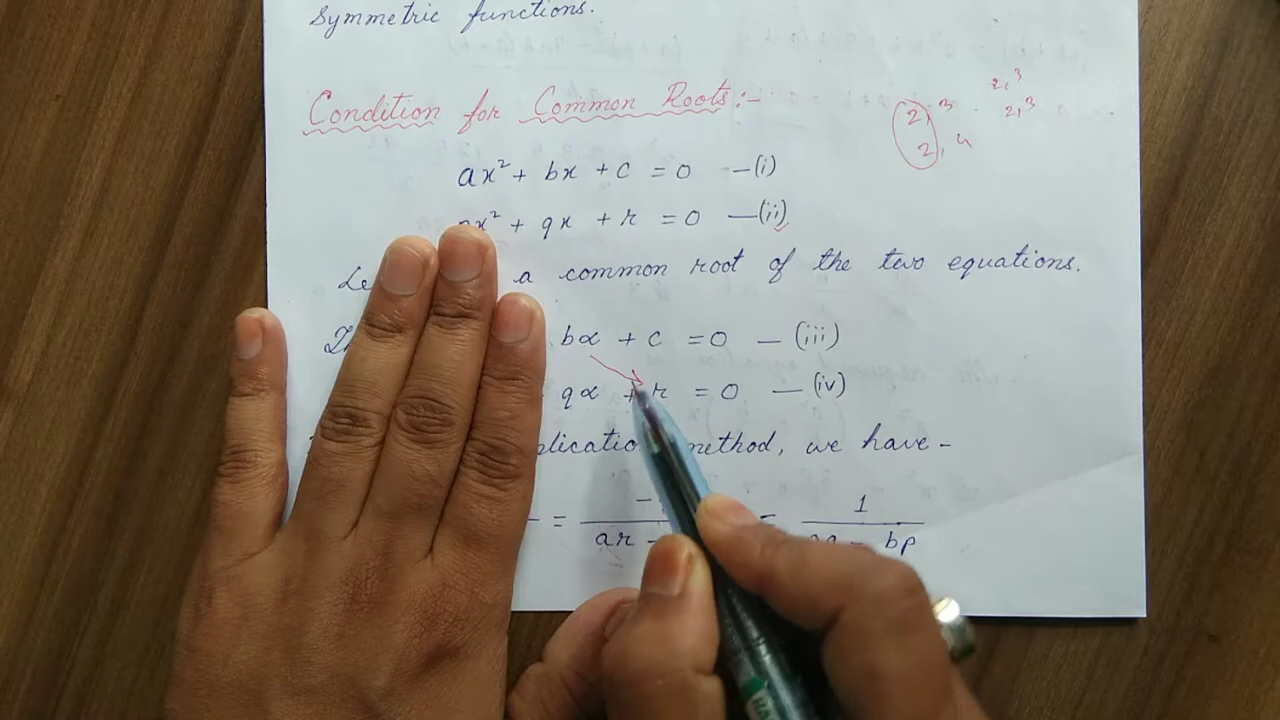 Symmetric functions.
Condition for Common Roots:-
2, 3
2, 3
2, 3
2, 4
ax² + bx + c = 0 —(i)
x² + qx + r = 0 —(ii)
a common root of the two equations.
bα + c = 0 — (iii)
qα + r = 0 — (iv)
method, we have -
= - = 1
ar - bp